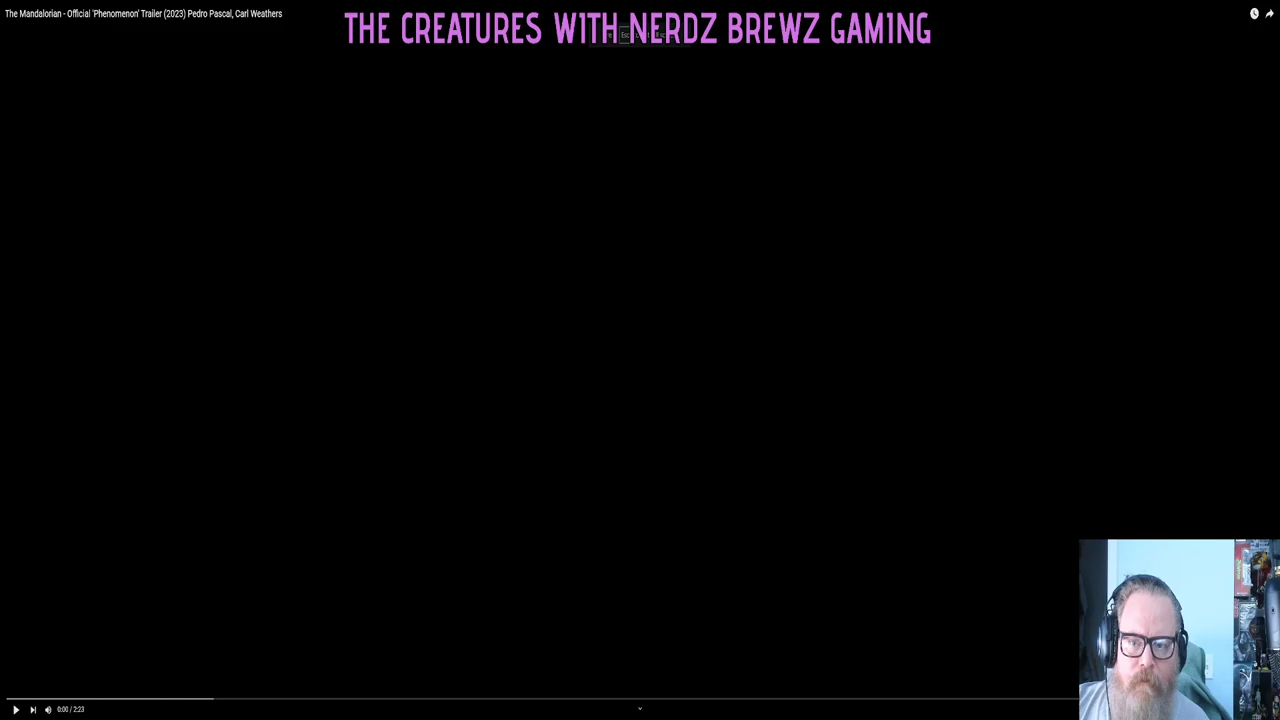 The Mandalorian - Official 'Phenomenon' Trailer (2023) Pedro Pascal, Carl Weathers
THE CREATURES WITH NERDZ BREWZ GAMING
Esc
0:00 / 2:23